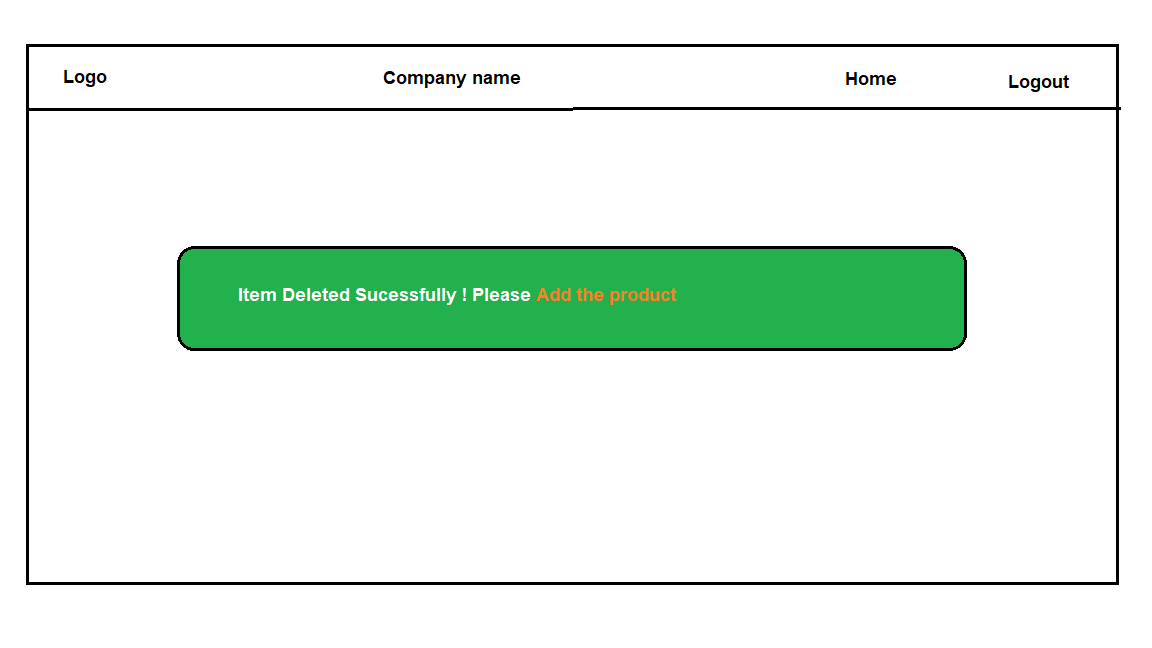 Logo
Company name
Home
Logout
Item Deleted Sucessfully ! Please Add the product